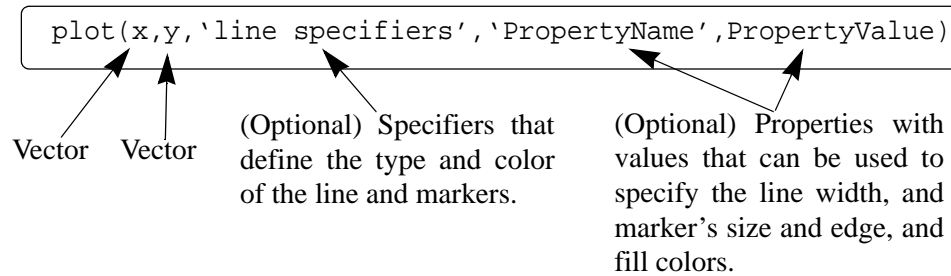 plot(x,y,‘line specifiers’,‘PropertyName’,PropertyValue)
Vector Vector
(Optional) Specifiers that
define the type and color
of the line and markers.
(Optional) Properties with
values that can be used to
specify the line width, and
marker's size and edge, and
fill colors.